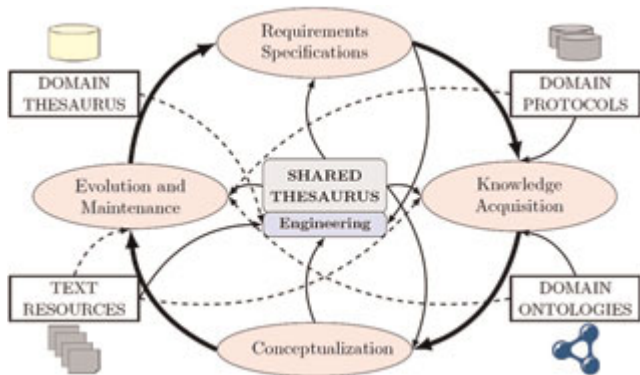 Requirements
Specifications
DOMAIN
THESAURUS
DOMAIN
PROTOCOLS
SHARED
THESAURUS
Engineering
Evolution and
Maintenance
Knowledge
Acquisition
TEXT
RESOURCES
DOMAIN
ONTOLOGIES
Conceptualization